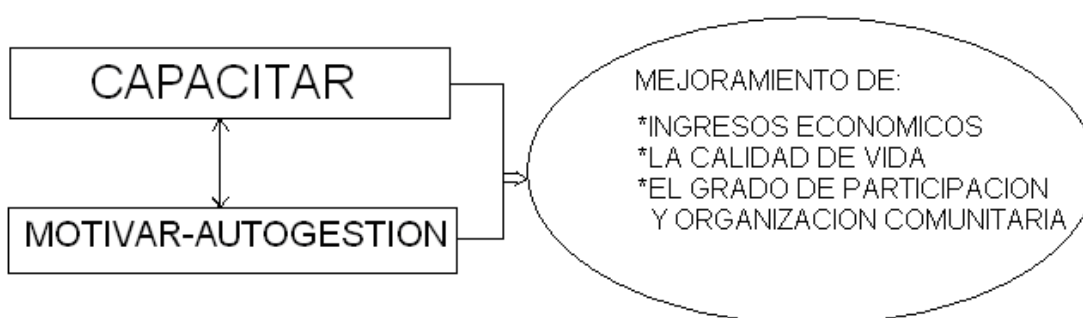 CAPACITAR
MOTIVAR-AUTOGESTION
MEJORAMIENTO DE:
*INGRESOS ECONOMICOS
*LA CALIDAD DE VIDA
*EL GRADO DE PARTICIPACION
Y ORGANIZACION COMUNITARIA